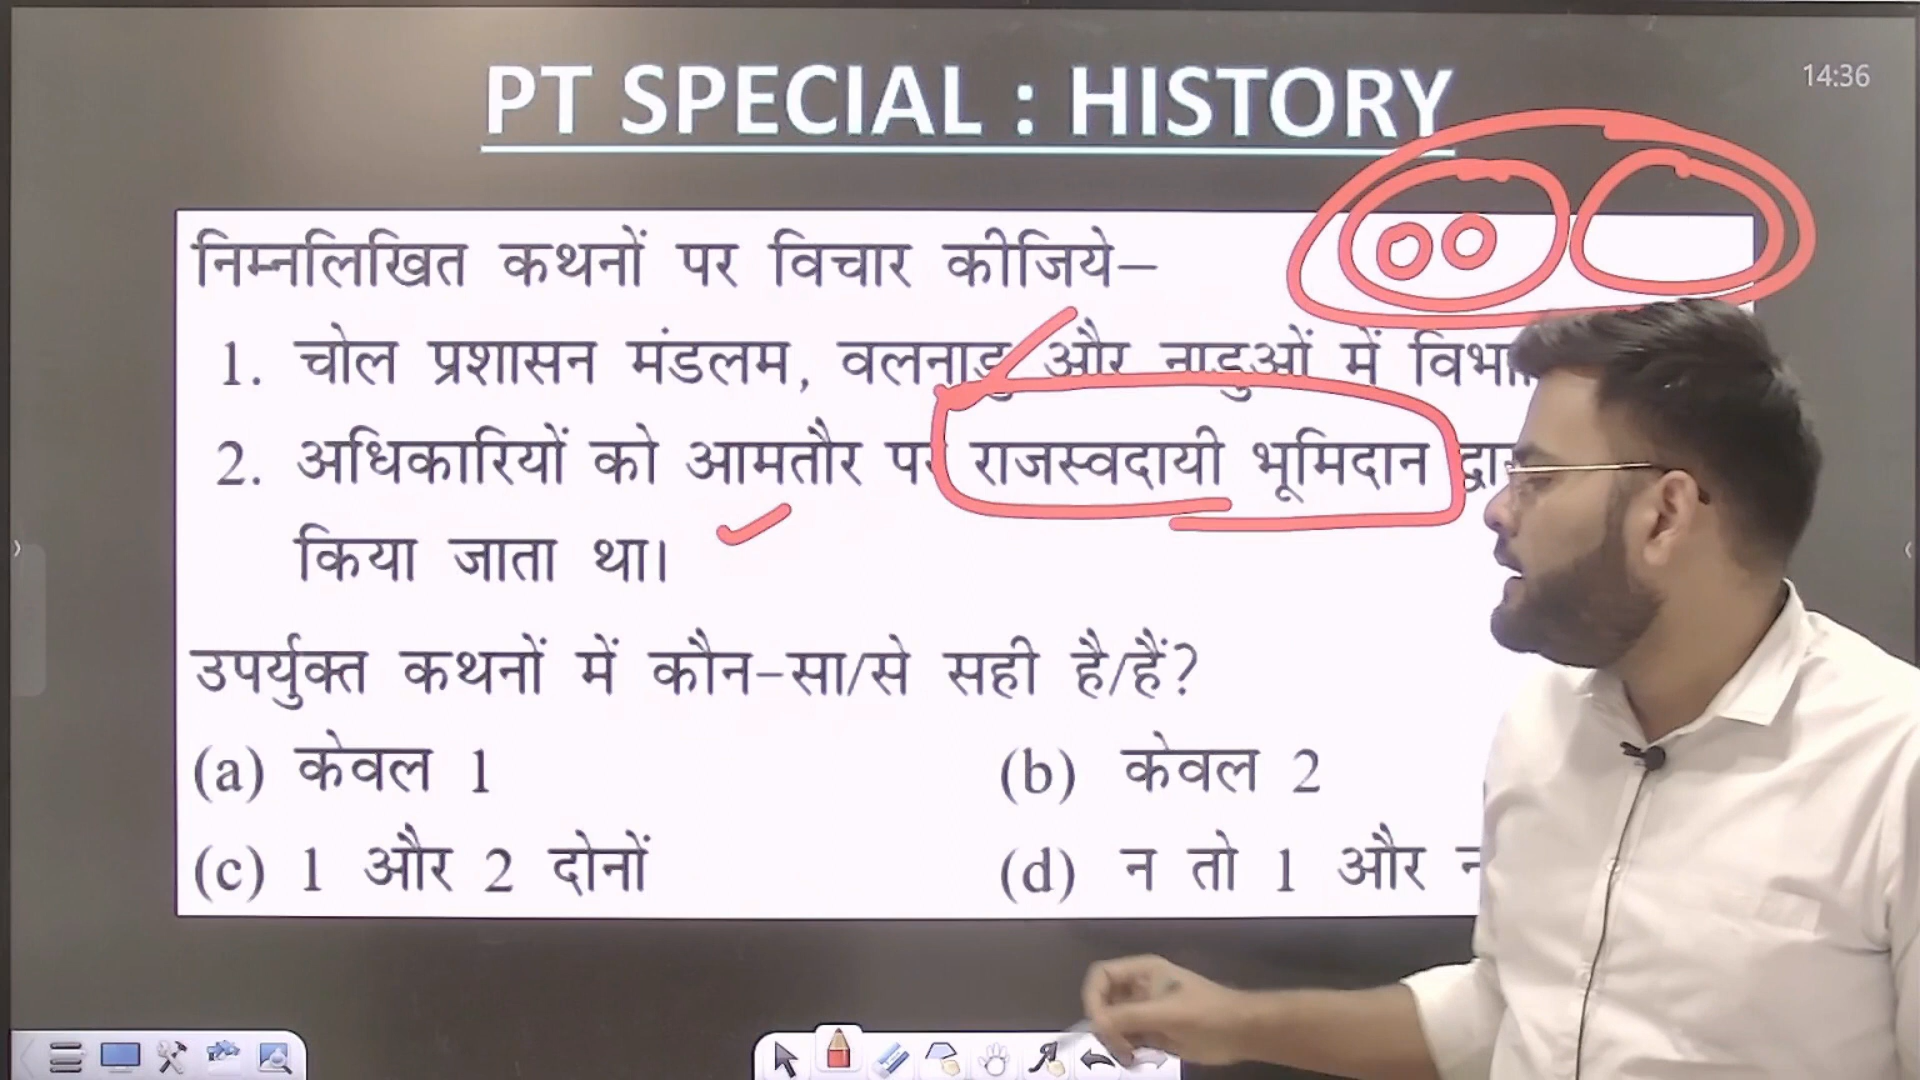 PT SPECIAL : HISTORY
14:36
निम्नलिखित कथनों पर विचार कीजिये–
1. चोल प्रशासन मंडलम, वलनाडु और नाडुओं में
2. अधिकारियों को आमतौर पर राजस्वदायी भूमिदान
किया जाता था।
उपर्युक्त कथनों में कौन-सा/से सही है/हैं?
(a) केवल 1
(b) केवल 2
(c) 1 और 2 दोनों
(d) न तो 1 और